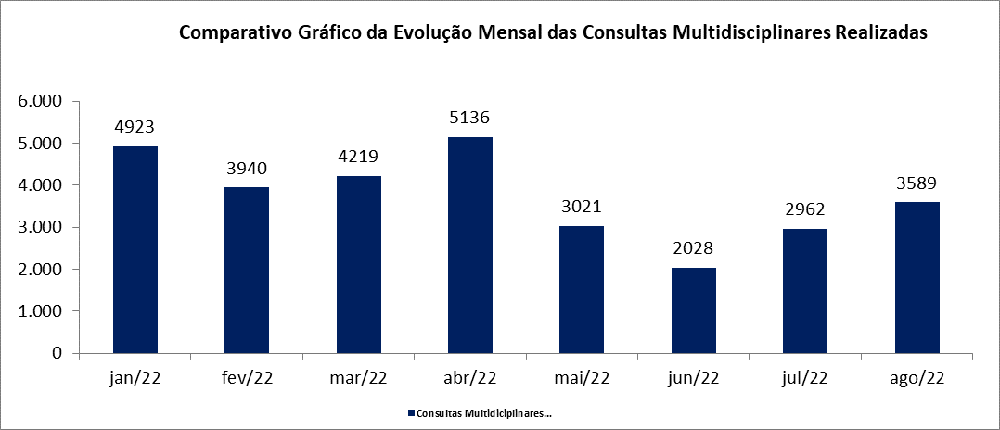 Comparativo Gráfico da Evolução Mensal das Consultas Multidisciplinares Realizadas
6.000
5.000
4.000
3.000
2.000
1.000
0
4923
3940
4219
5136
3021
2028
2962
3589
jan/22
fev/22
mar/22
abr/22
mai/22
jun/22
jul/22
ago/22
Consultas Multidiciplinares...